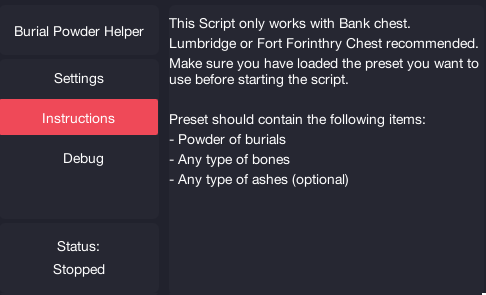 Burial Powder Helper
Settings
Instructions
Debug
Status:
Stopped
This Script only works with Bank chest.
Lumbridge or Fort Forinthry Chest recommended.
Make sure you have loaded the preset you want to
use before starting the script.
Preset should contain the following items:
- Powder of burials
- Any type of bones
- Any type of ashes (optional)